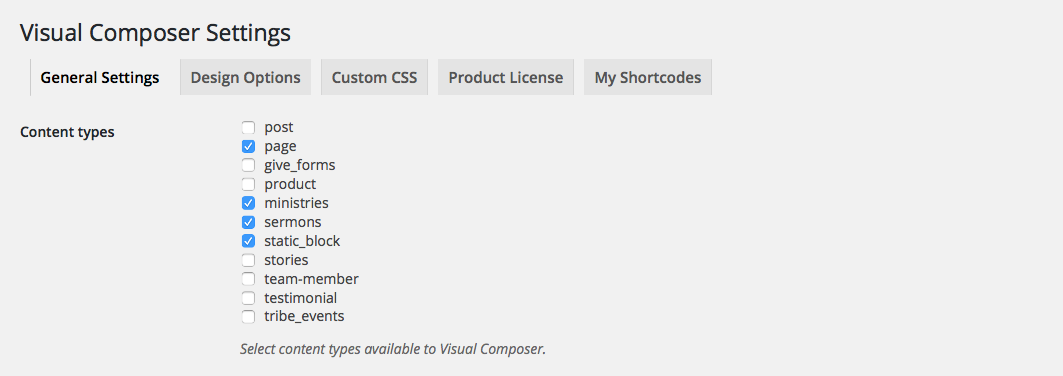 Visual Composer Settings
General Settings Design Options Custom CSS Product License My Shortcodes
Content types
post
page
give_forms
product
ministries
sermons
static_block
stories
team-member
testimonial
tribe_events
Select content types available to Visual Composer.